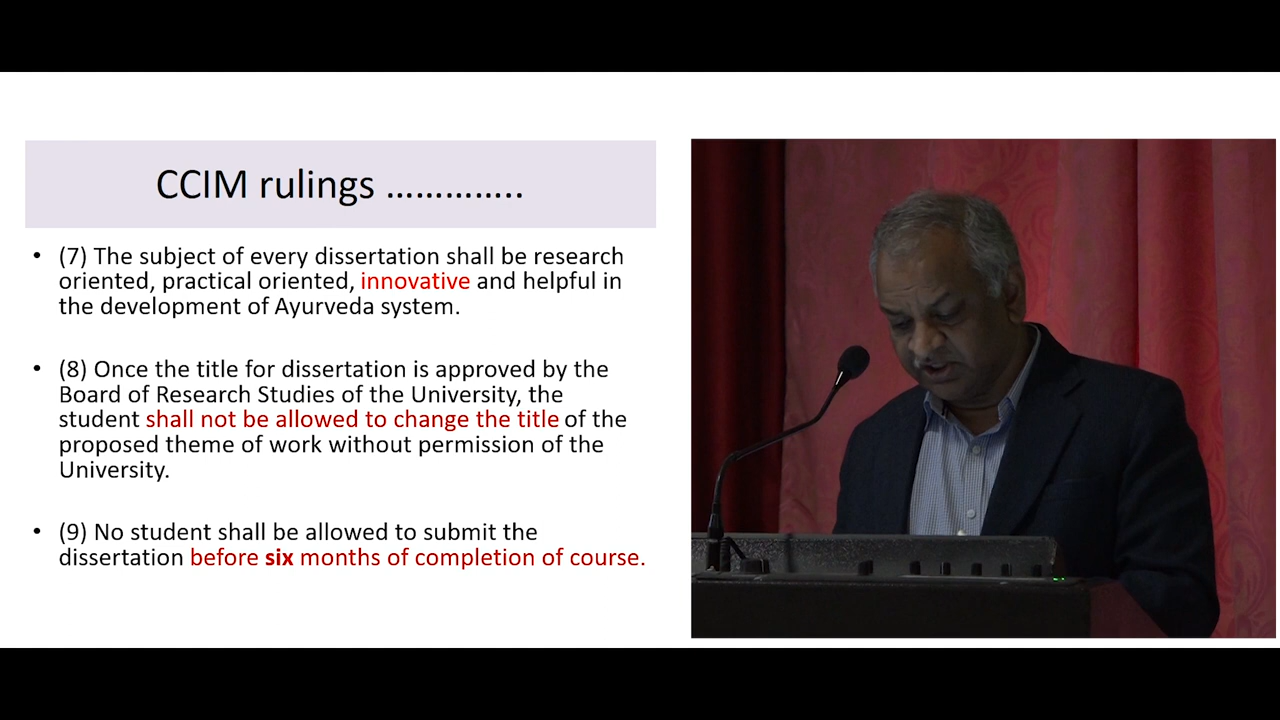 CCIM rulings …………..
• (7) The subject of every dissertation shall be research
oriented, practical oriented, innovative and helpful in
the development of Ayurveda system.
• (8) Once the title for dissertation is approved by the
Board of Research Studies of the University, the
student shall not be allowed to change the title of the
proposed theme of work without permission of the
University.
• (9) No student shall be allowed to submit the
dissertation before six months of completion of course.